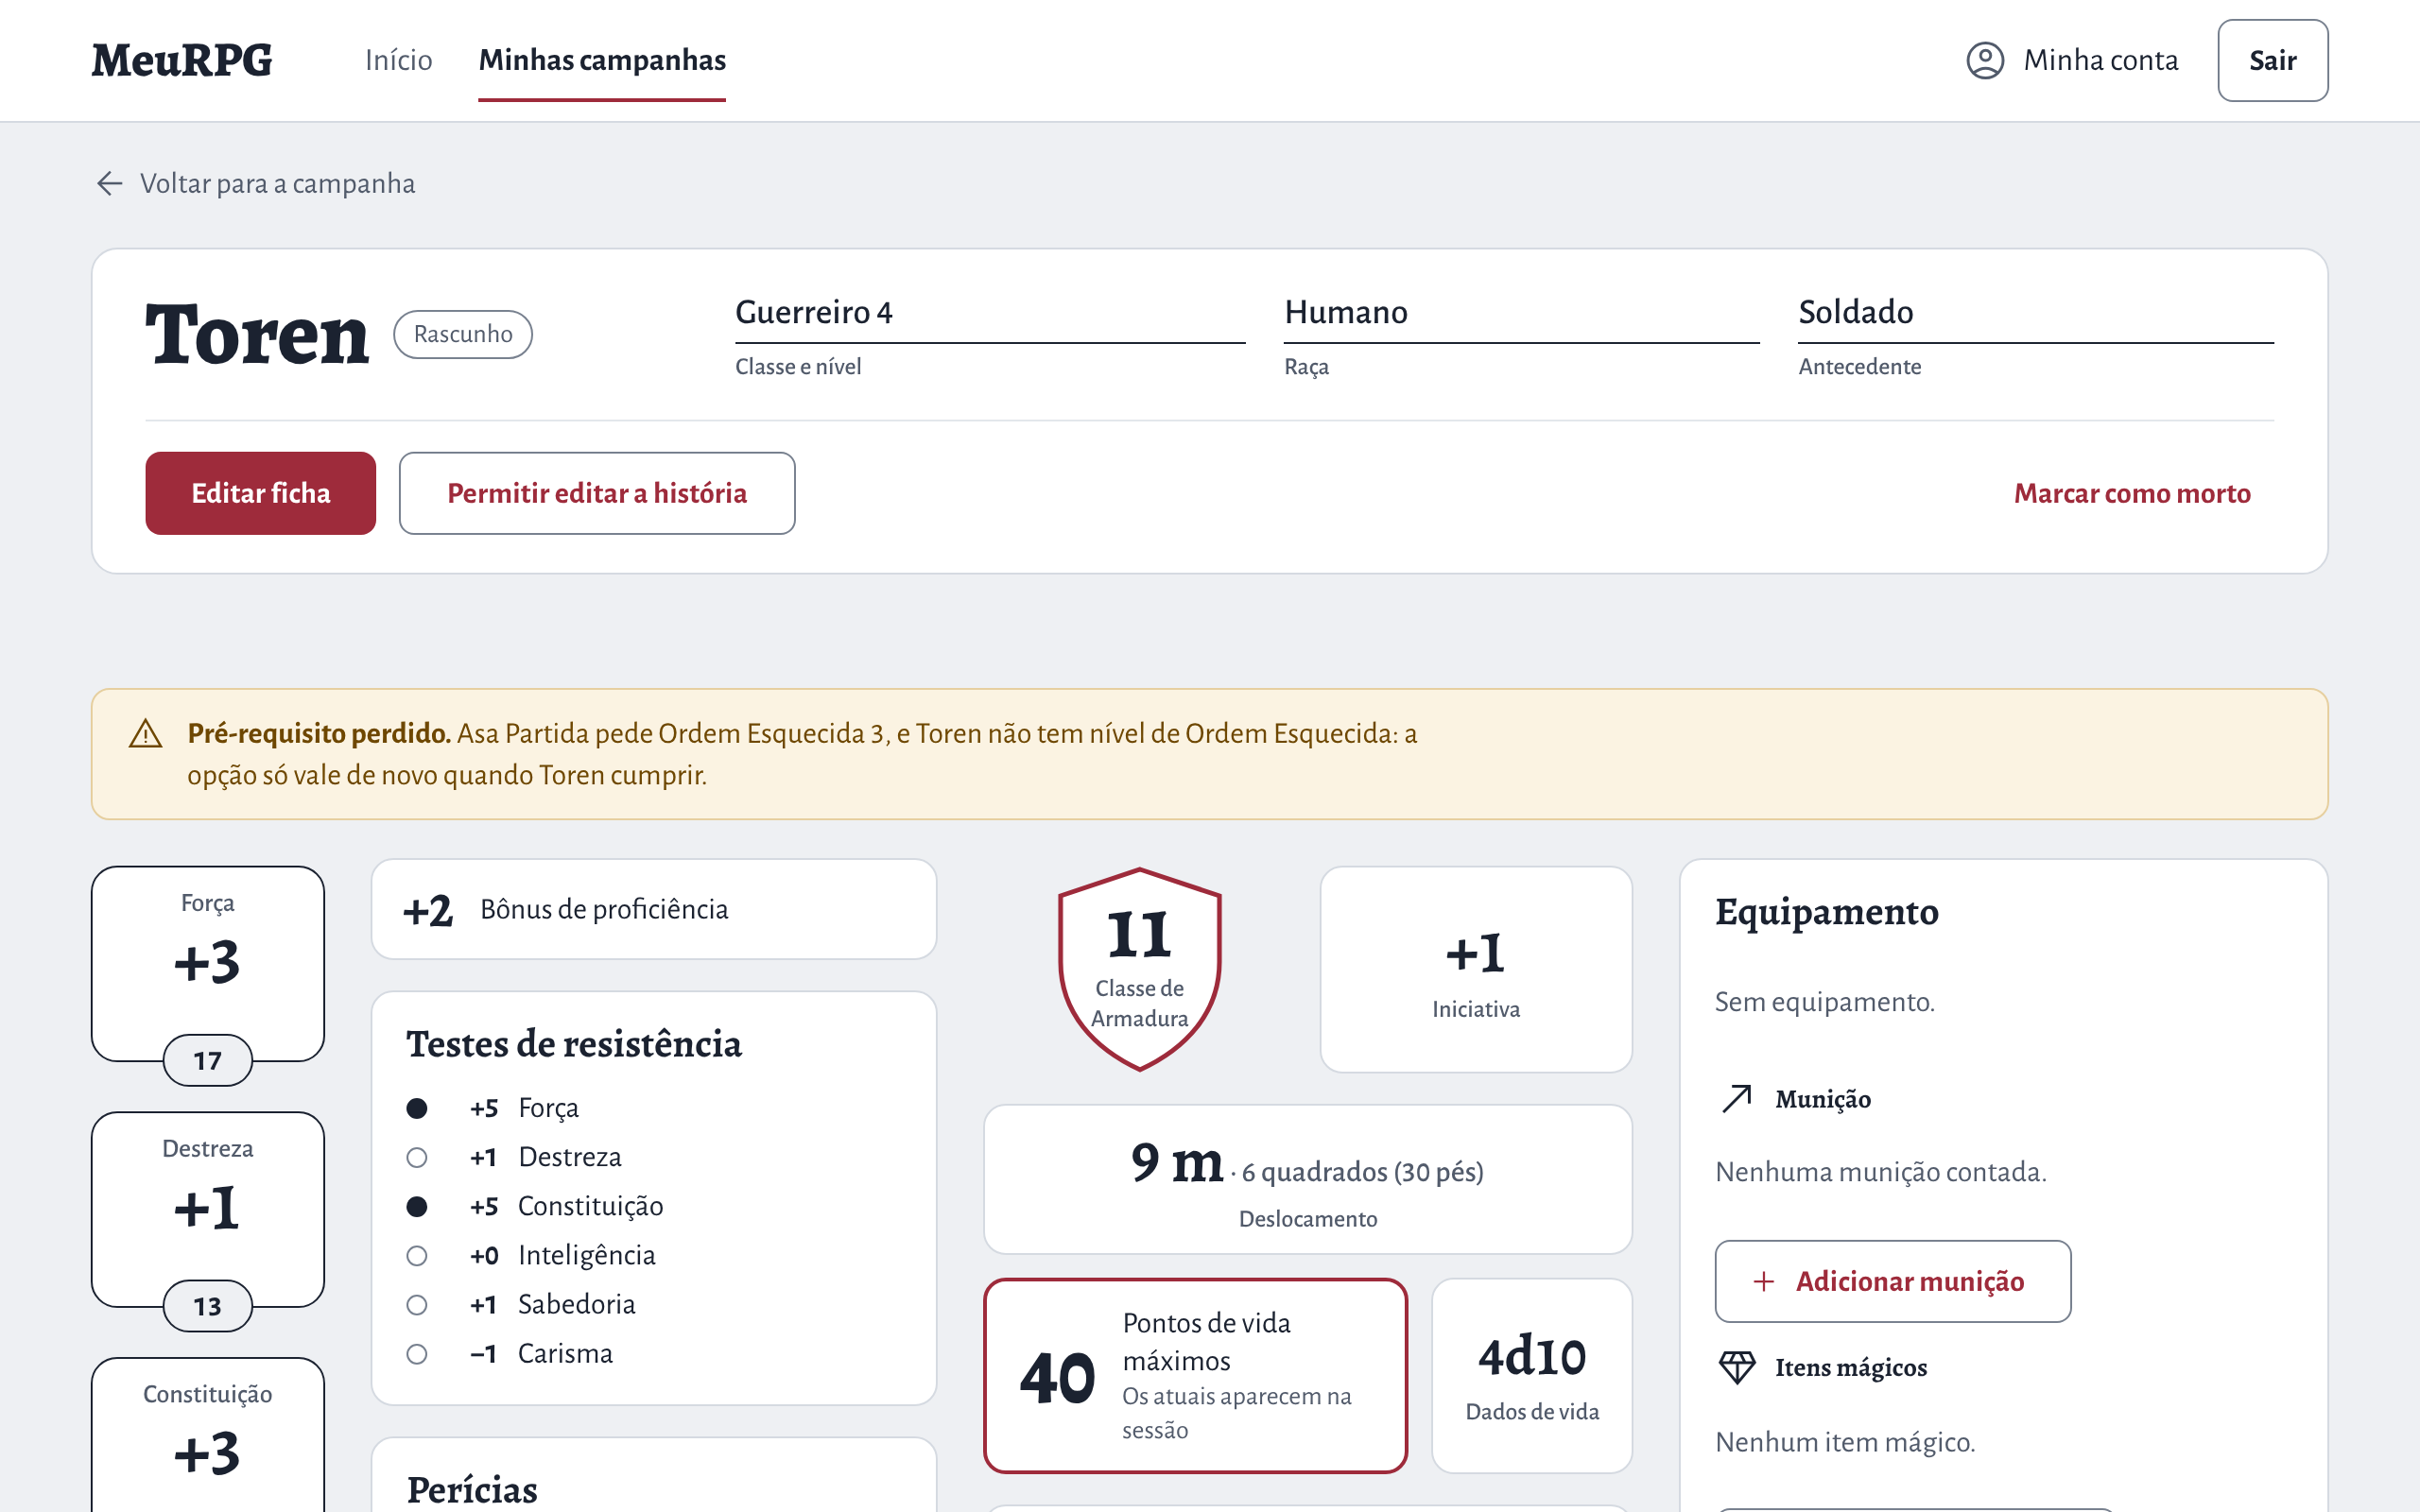 MeuRPG
Início
Minhas campanhas
Minha conta
Sair
Voltar para a campanha
Toren
Rascunho
Guerreiro 4
Classe e nível
Humano
Raça
Soldado
Antecedente
Editar ficha
Permitir editar a história
Marcar como morto
Pré-requisito perdido. Asa Partida pede Ordem Esquecida 3, e Toren não tem nível de Ordem Esquecida: a
opção só vale de novo quando Toren cumprir.
Força
+3
17
Destreza
+1
13
Constituição
+3
+2 Bônus de proficiência
Testes de resistência
+5 Força
+1 Destreza
+5 Constituição
+0 Inteligência
+1 Sabedoria
−1 Carisma
Perícias
11
Classe de
Armadura
+1
Iniciativa
9 m · 6 quadrados (30 pés)
Deslocamento
40
Pontos de vida
máximos
Os atuais aparecem na
sessão
4d10
Dados de vida
Equipamento
Sem equipamento.
Munição
Nenhuma munição contada.
Adicionar munição
Itens mágicos
Nenhum item mágico.